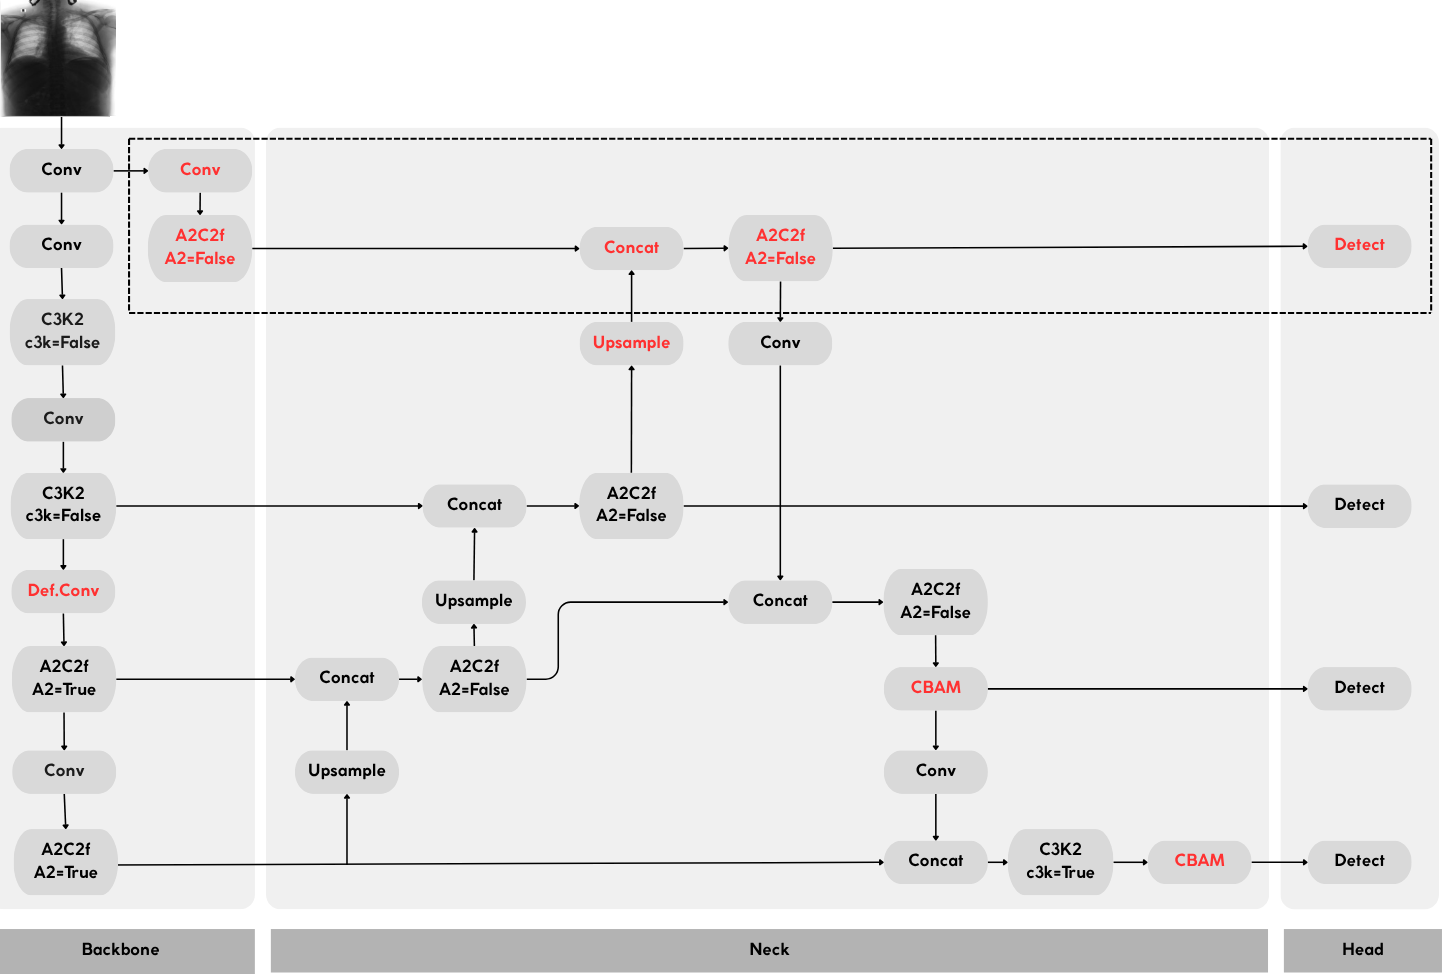 Conv
Conv
Conv
A2C2f
A2=False
Concat
A2C2f
A2=False
Detect
C3K2
c3k=False
Upsample
Conv
Conv
C3K2
c3k=False
Concat
A2C2f
A2=False
Detect
Def.Conv
Upsample
Concat
A2C2f
A2=False
A2C2f
A2=True
Concat
A2C2f
A2=False
CBAM
Detect
Conv
Upsample
Conv
A2C2f
A2=True
Concat
C3K2
c3k=True
CBAM
Detect
Backbone
Neck
Head